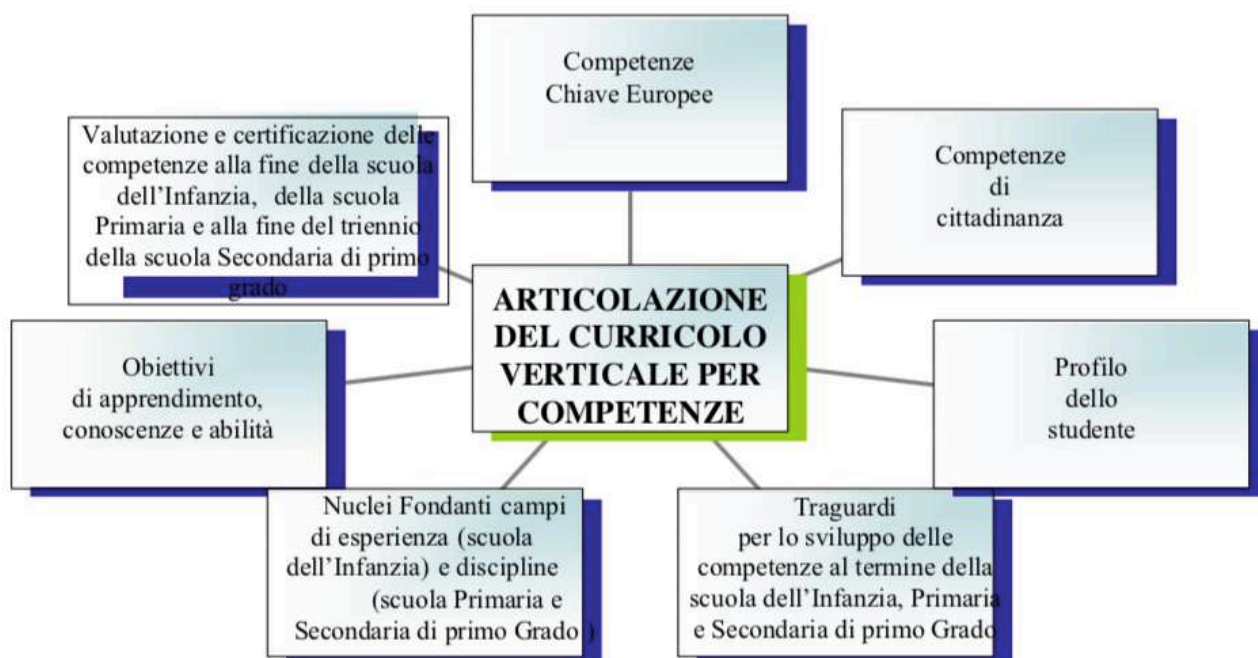 Competenze
Chiave Europee
Valutazione e certificazione delle
competenze alla fine della scuola
dell’Infanzia, della scuola
Primaria e alla fine del triennio
della scuola Secondaria di primo
grado
Competenze
di
cittadinanza
ARTICOLAZIONE
DEL CURRICOLO
VERTICALE PER
COMPETENZE
Obiettivi
di apprendimento,
conoscenze e abilità
Profilo
dello
studente
Nuclei Fondanti campi
di esperienza (scuola
dell’Infanzia) e discipline
(scuola Primaria e
Secondaria di primo Grado )
Traguardi
per lo sviluppo delle
competenze al termine della
scuola dell’Infanzia, Primaria
e Secondaria di primo Grado